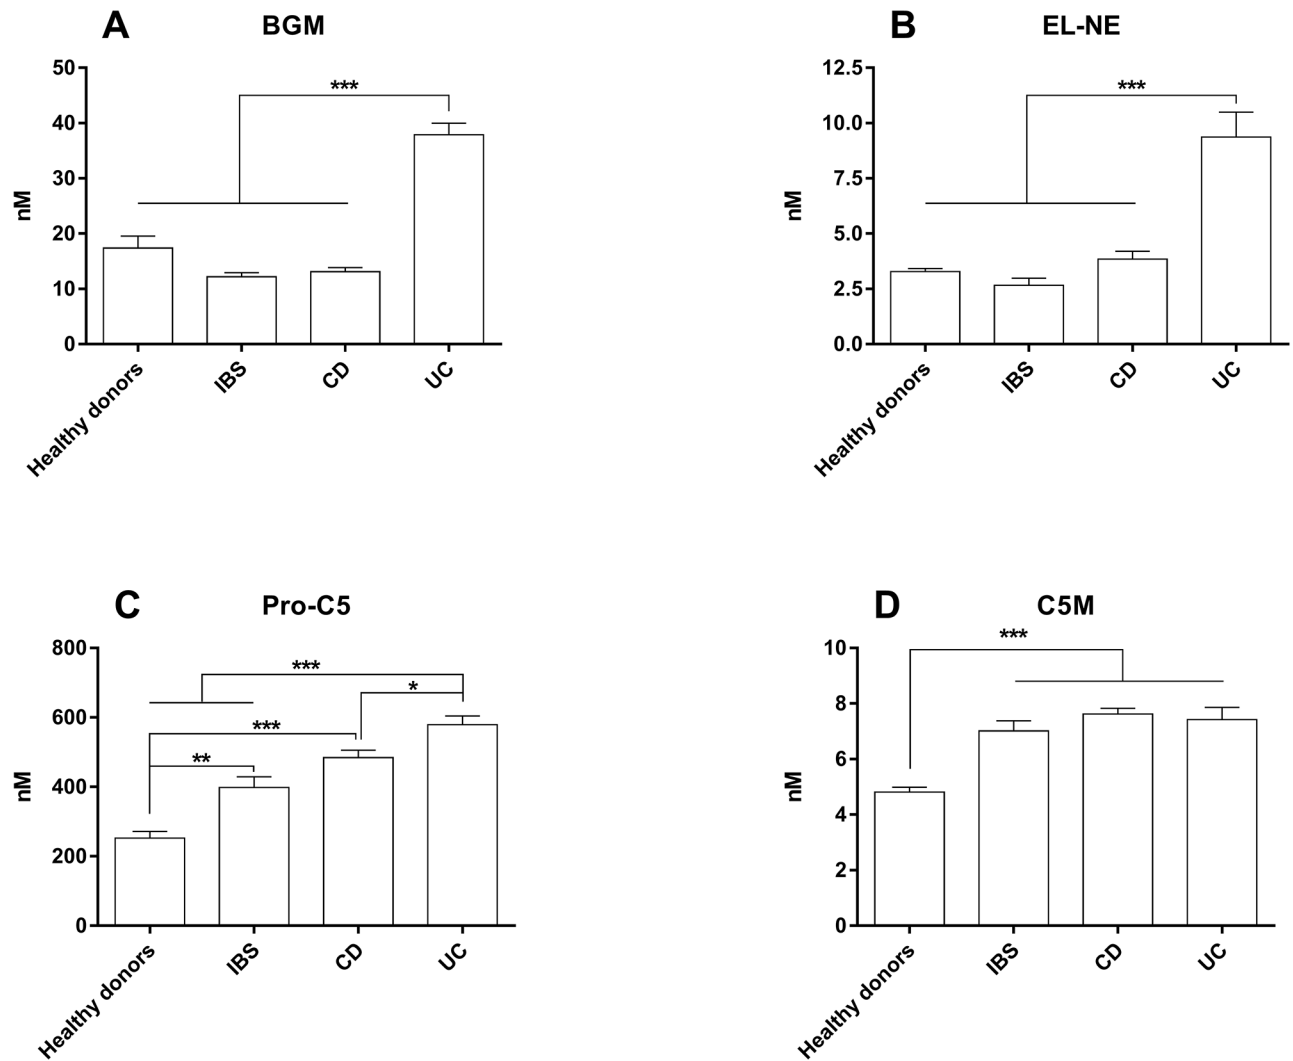 A BGM
50
40
30
20
10
0
nM
***
Healthy donors
IBS
CD
UC
B EL-NE
12.5
10.0
7.5
5.0
2.5
0.0
nM
***
Healthy donors
IBS
CD
UC
C Pro-C5
800
600
400
200
0
nM
***
*
***
**
Healthy donors
IBS
CD
UC
D C5M
10
8
6
4
2
0
nM
***
Healthy donors
IBS
CD
UC